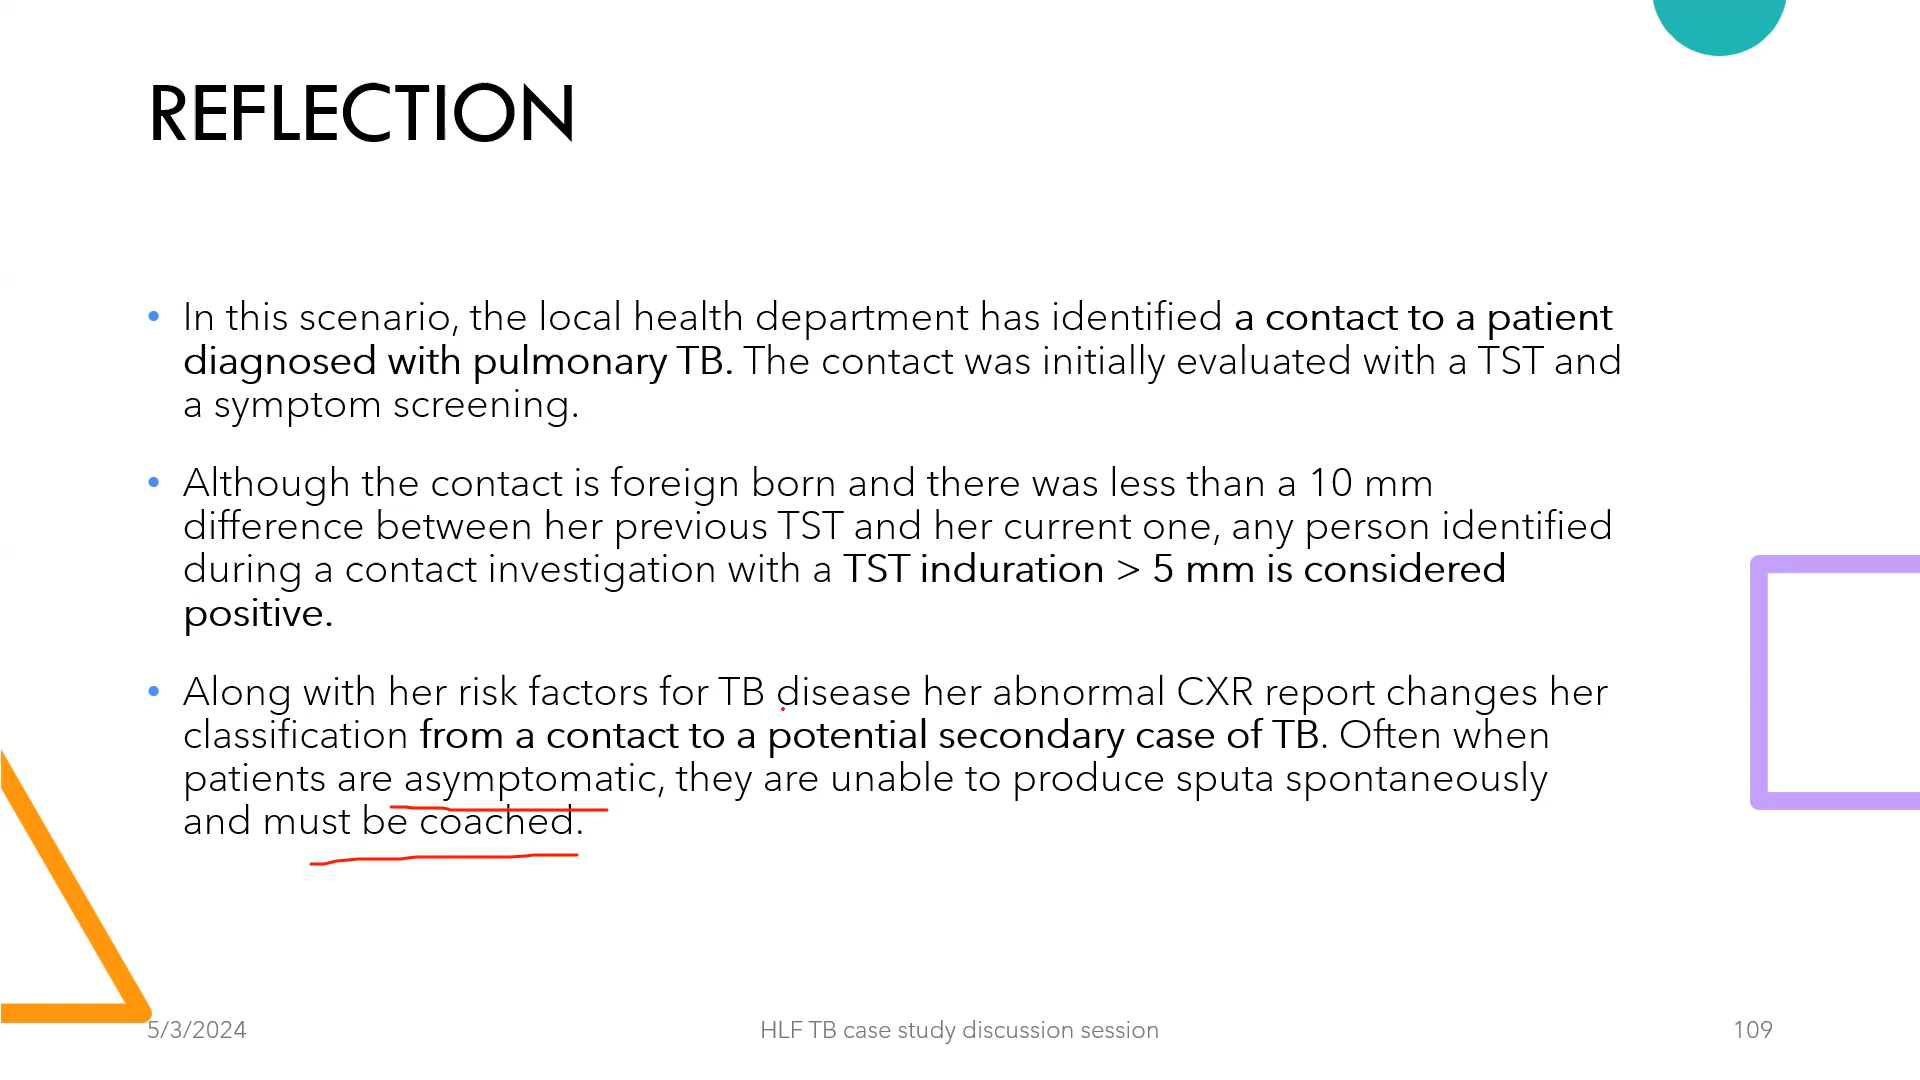 REFLECTION
• In this scenario, the local health department has identified a contact to a patient
diagnosed with pulmonary TB. The contact was initially evaluated with a TST and
a symptom screening.
• Although the contact is foreign born and there was less than a 10 mm
difference between her previous TST and her current one, any person identified
during a contact investigation with a TST induration > 5 mm is considered
positive.
• Along with her risk factors for TB disease her abnormal CXR report changes her
classification from a contact to a potential secondary case of TB. Often when
patients are asymptomatic, they are unable to produce sputa spontaneously
and must be coached.
5/3/2024
HLF TB case study discussion session
109